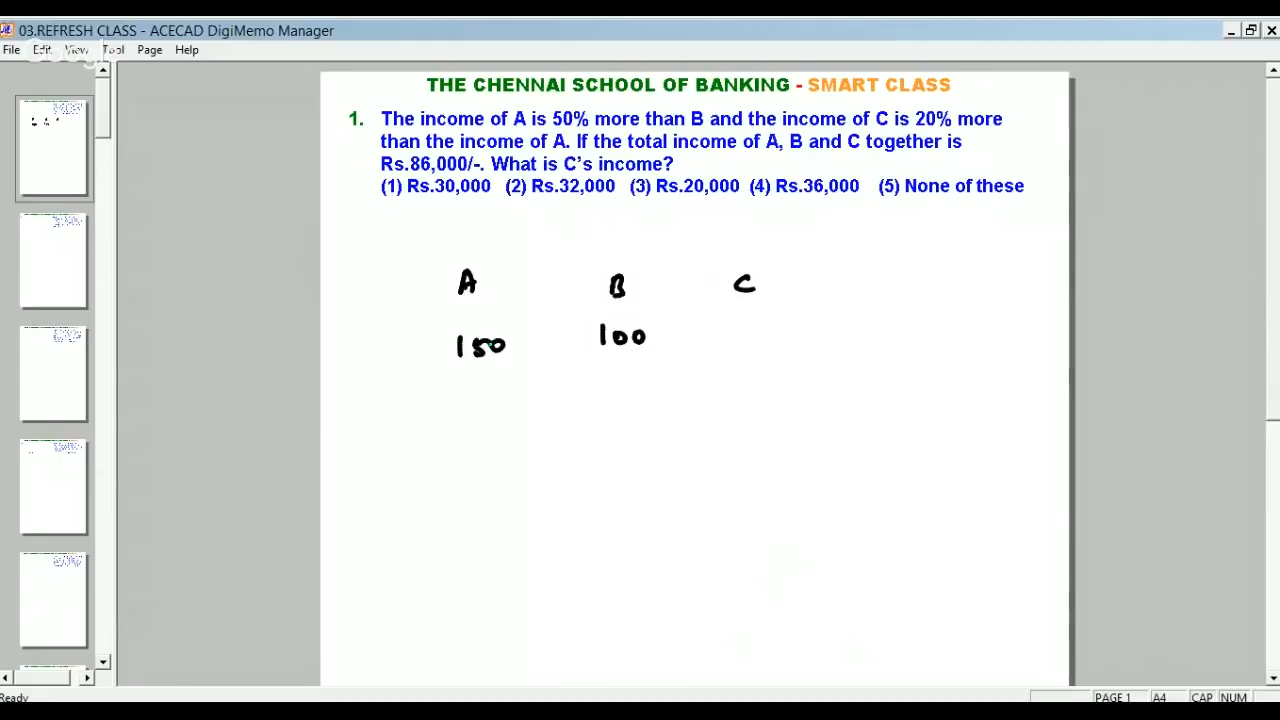 03.REFRESH CLASS - ACECAD DigiMemo Manager
File Edit View Tool Page Help
Google
THE CHENNAI SCHOOL OF BANKING - SMART CLASS
1. The income of A is 50% more than B and the income of C is 20% more
than the income of A. If the total income of A, B and C together is
Rs.86,000/-. What is C's income?
(1) Rs.30,000 (2) Rs.32,000 (3) Rs.20,000 (4) Rs.36,000 (5) None of these
A B C
150 100
Ready PAGE 1 A4 CAP NUM